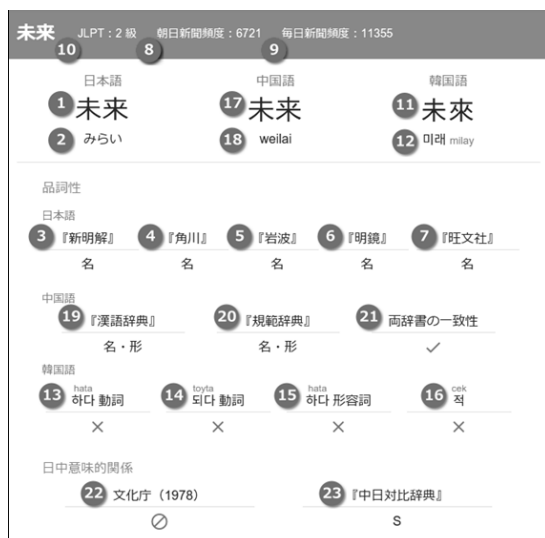 未来 JLPT：2 級 朝日新聞頻度：6721 毎日新聞頻度：11355
10 8 9
日本語 中国語 韓国語
1 未来 17 未来 11 未來
2 みらい 18 weilai 12 미래 milay
品詞性
日本語
3 『新明解』 4 『角川』 5 『岩波』 6 『明鏡』 7 『旺文社』
名 名 名 名 名
中国語
19 『漢語辞典』 20 『規範辞典』 21 両辞書の一致性
名・形 名・形 ✓
韓国語
hata toyta hata cek
13 하다 動詞 14 되다 動詞 15 하다 形容詞 16 적
× × × ×
日中意味的関係
22 文化庁（1978） 23 『中日対比辞典』
⊘ S